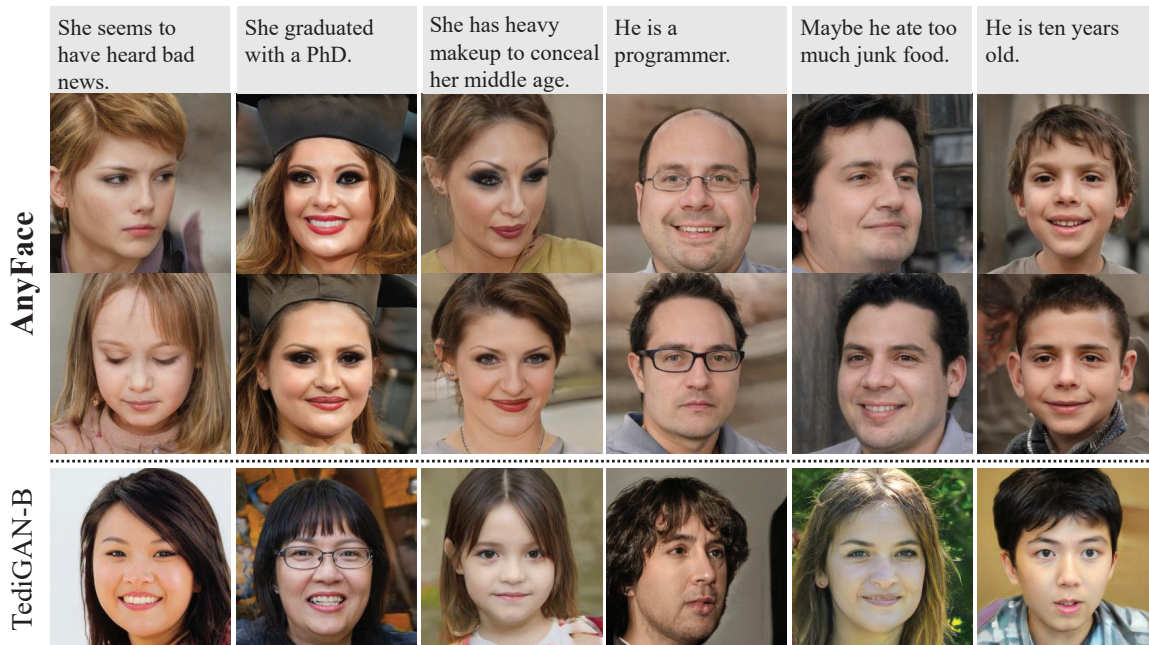 She seems to
have heard bad
news.
She graduated
with a PhD.
She has heavy
makeup to conceal
her middle age.
He is a
programmer.
Maybe he ate too
much junk food.
He is ten years
old.
AnyFace
TediGAN-B